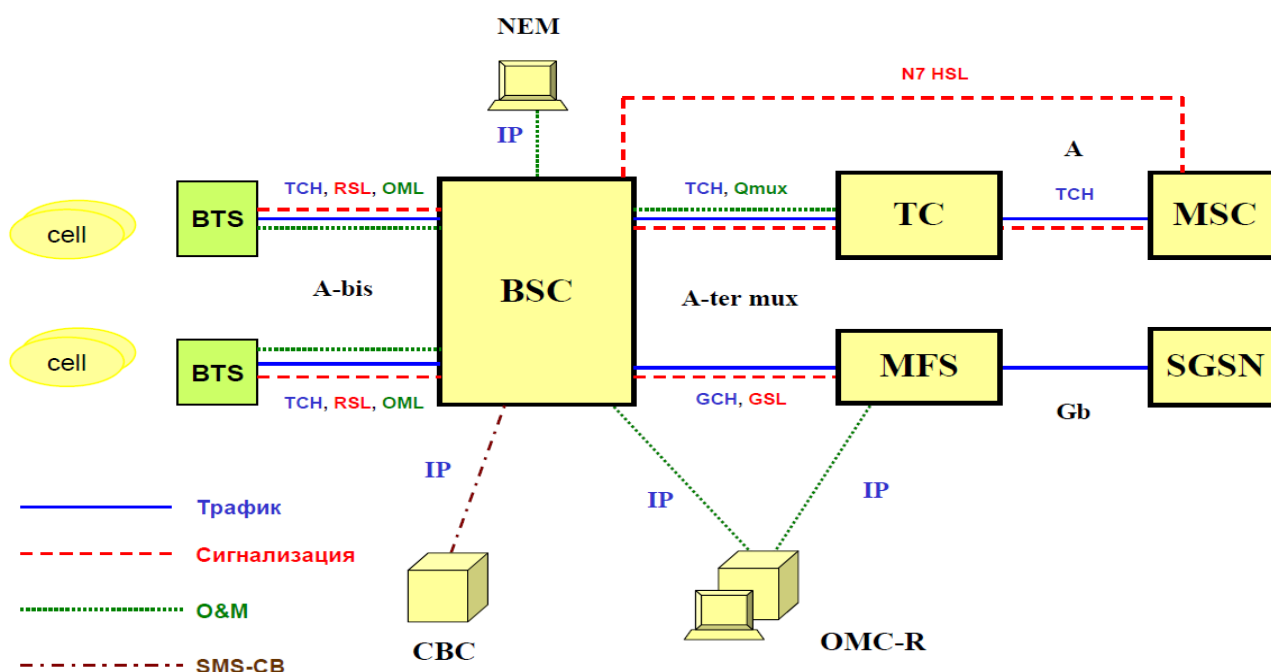 NEM
N7 HSL
IP
A
TCH, RSL, OML
TCH, Qmux
TCH
BTS
cell
TC
MSC
BSC
A-bis
A-ter mux
cell
BTS
MFS
SGSN
TCH, RSL, OML
GCH, GSL
Gb
IP
IP
IP
Трафик
Сигнализация
O&M
CBC
OMC-R
SMS-CB